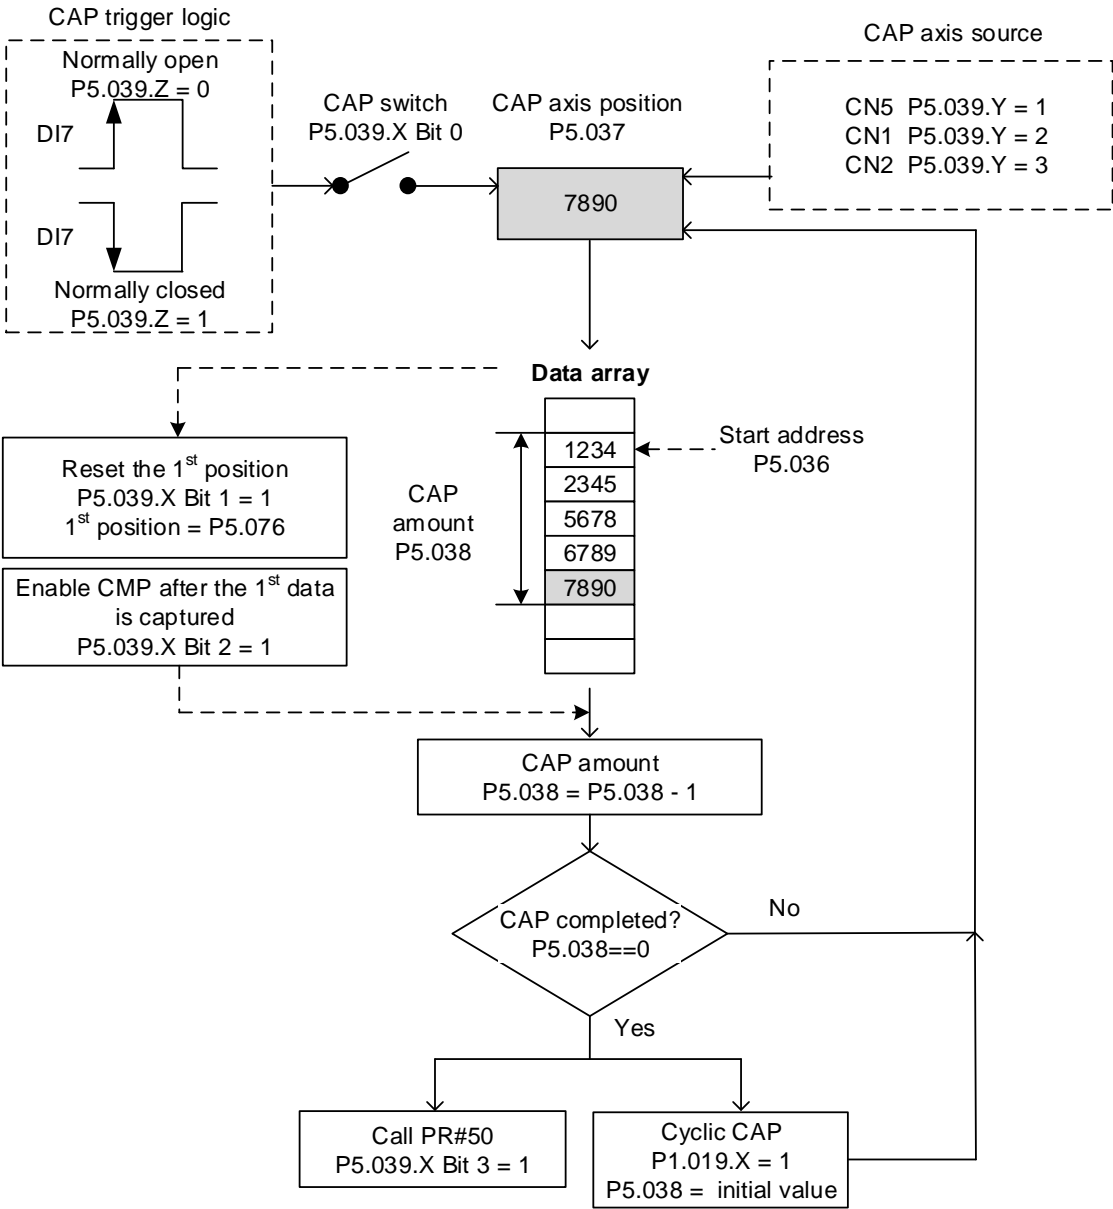 CAP trigger logic
Normally open
P5.039.Z = 0
DI7
DI7
Normally closed
P5.039.Z = 1
CAP switch
P5.039.X Bit 0
CAP axis position
P5.037
7890
CAP axis source
CN5 P5.039.Y = 1
CN1 P5.039.Y = 2
CN2 P5.039.Y = 3
Data array
1234
2345
5678
6789
7890
Start address
P5.036
CAP
amount
P5.038
Reset the 1st position
P5.039.X Bit 1 = 1
1st position = P5.076
Enable CMP after the 1st data
is captured
P5.039.X Bit 2 = 1
CAP amount
P5.038 = P5.038 - 1
CAP completed?
P5.038==0
No
Yes
Call PR#50
P5.039.X Bit 3 = 1
Cyclic CAP
P1.019.X = 1
P5.038 = initial value